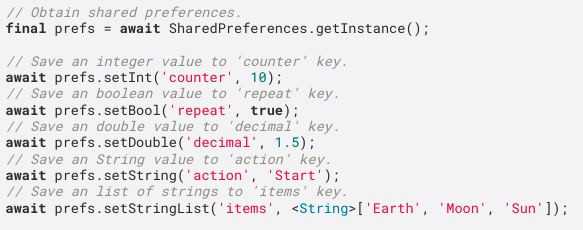 // Obtain shared preferences.
final prefs = await SharedPreferences.getInstance();

// Save an integer value to 'counter' key.
await prefs.setInt('counter', 10);
// Save an boolean value to 'repeat' key.
await prefs.setBool('repeat', true);
// Save an double value to 'decimal' key.
await prefs.setDouble('decimal', 1.5);
// Save an String value to 'action' key.
await prefs.setString('action', 'Start');
// Save an list of strings to 'items' key.
await prefs.setStringList('items', <String>['Earth', 'Moon', 'Sun']);